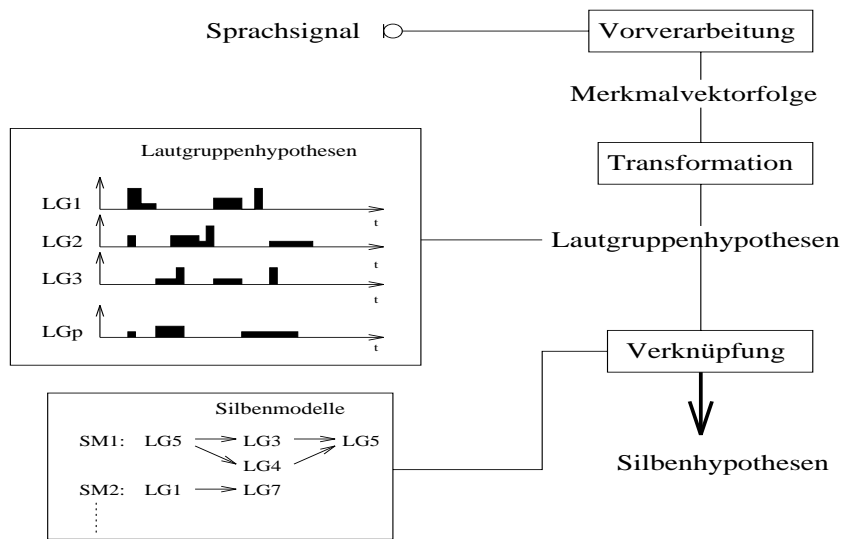 Sprachsignal
Vorverarbeitung
Merkmalvektorfolge
Transformation
Lautgruppenhypothesen
Lautgruppenhypothesen
LG1
t
LG2
t
LG3
t
LGp
t
Verknüpfung
Silbenhypothesen
Silbenmodelle
SM1: LG5 LG3 LG5
LG4
SM2: LG1 LG7